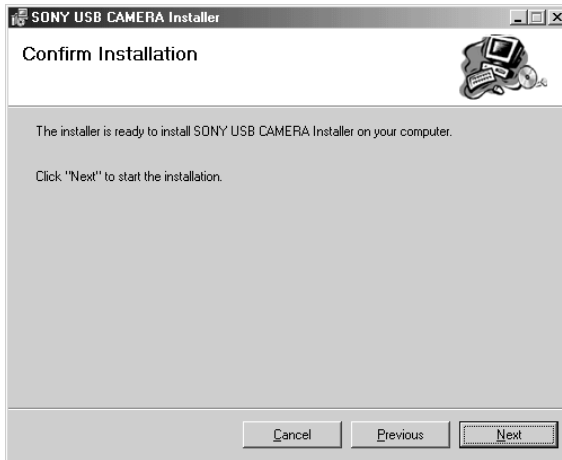 SONY USB CAMERA Installer
Confirm Installation
The installer is ready to install SONY USB CAMERA Installer on your computer.
Click "Next" to start the installation.
Cancel Previous Next